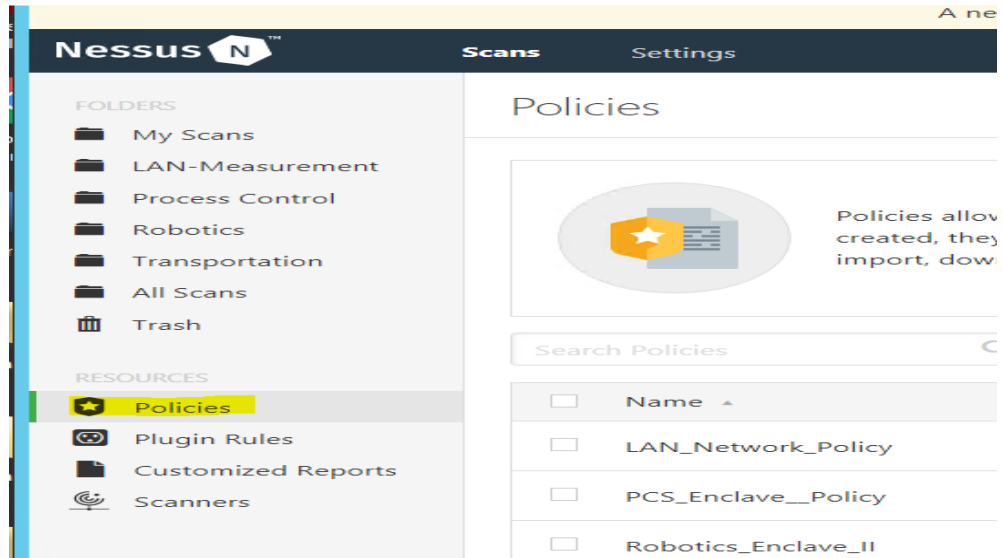 A ne
Nessus N ™
Scans
Settings
FOLDERS
My Scans
LAN-Measurement
Process Control
Robotics
Transportation
All Scans
Trash
RESOURCES
Policies
Plugin Rules
Customized Reports
Scanners
Policies
Policies allow
created, they
import, down
Search Policies
Name
LAN_Network_Policy
PCS_Enclave__Policy
Robotics_Enclave_II